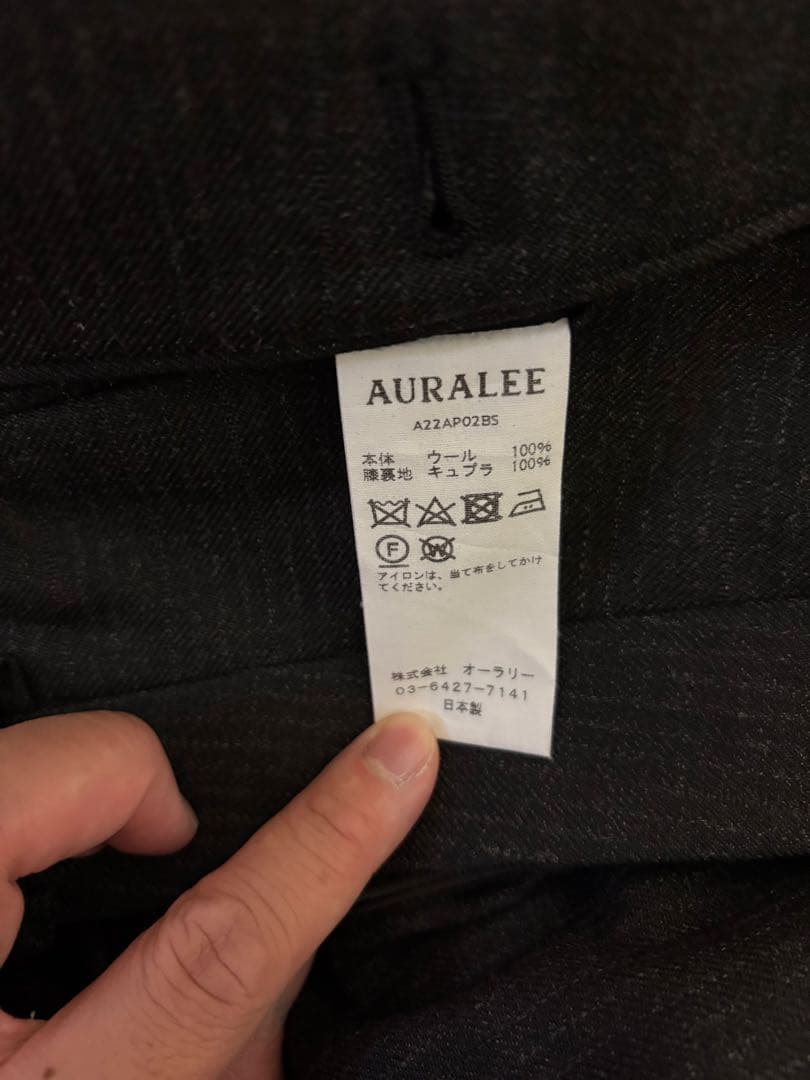 AURALEE
A22AP02BS
本体 ウール 100%
膝裏地 キュプラ 100%
F W
アイロンは、当て布をしてかけ
てください。
株式会社 オーラリー
03-6427-7141
日本製